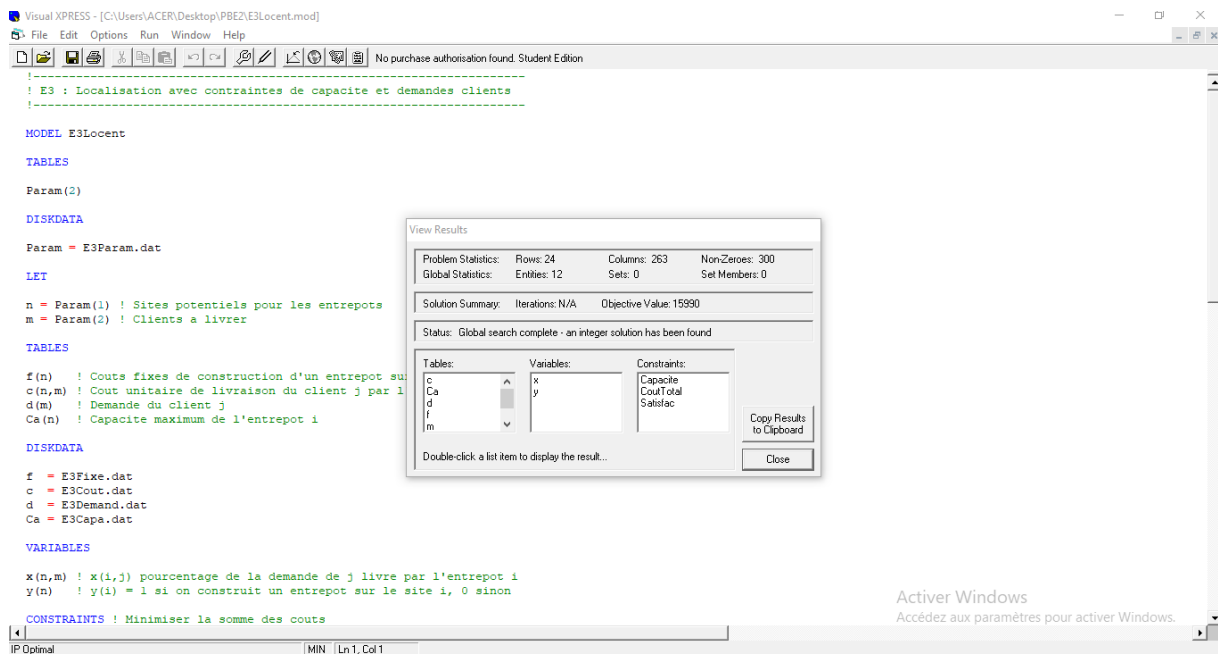 Visual XPRESS - [C:\Users\ACER\Desktop\PBE2\E3Locent.mod]
File Edit Options Run Window Help
No purchase authorisation found. Student Edition
!---------------------------------------------------------------------
! E3 : Localisation avec contraintes de capacite et demandes clients
!---------------------------------------------------------------------
MODEL E3Locent
TABLES
Param(2)
DISKDATA
Param = E3Param.dat
LET
n = Param(1) ! Sites potentiels pour les entrepots
m = Param(2) ! Clients a livrer
TABLES
f(n) ! Couts fixes de construction d'un entrepot su
c(n,m) ! Cout unitaire de livraison du client j par l
d(m) ! Demande du client j
Ca(n) ! Capacite maximum de l'entrepot i
DISKDATA
f = E3Fixe.dat
c = E3Cout.dat
d = E3Demand.dat
Ca = E3Capa.dat
VARIABLES
x(n,m) ! x(i,j) pourcentage de la demande de j livre par l'entrepot i
y(n) ! y(i) = 1 si on construit un entrepot sur le site i, 0 sinon
CONSTRAINTS ! Minimiser la somme des couts
View Results
Problem Statistics: Rows: 24 Columns: 263 Non-Zeroes: 300
Global Statistics: Entities: 12 Sets: 0 Set Members: 0
Solution Summary: Iterations: N/A Objective Value: 15990
Status: Global search complete - an integer solution has been found
Tables: Variables: Constraints:
c x Capacite
Ca y CoutTotal
d Satisfac
f
m
Copy Results
to Clipboard
Double-click a list item to display the result...
Close
Activer Windows
Accédez aux paramètres pour activer Windows.
IP Optimal MIN Ln 1, Col 1